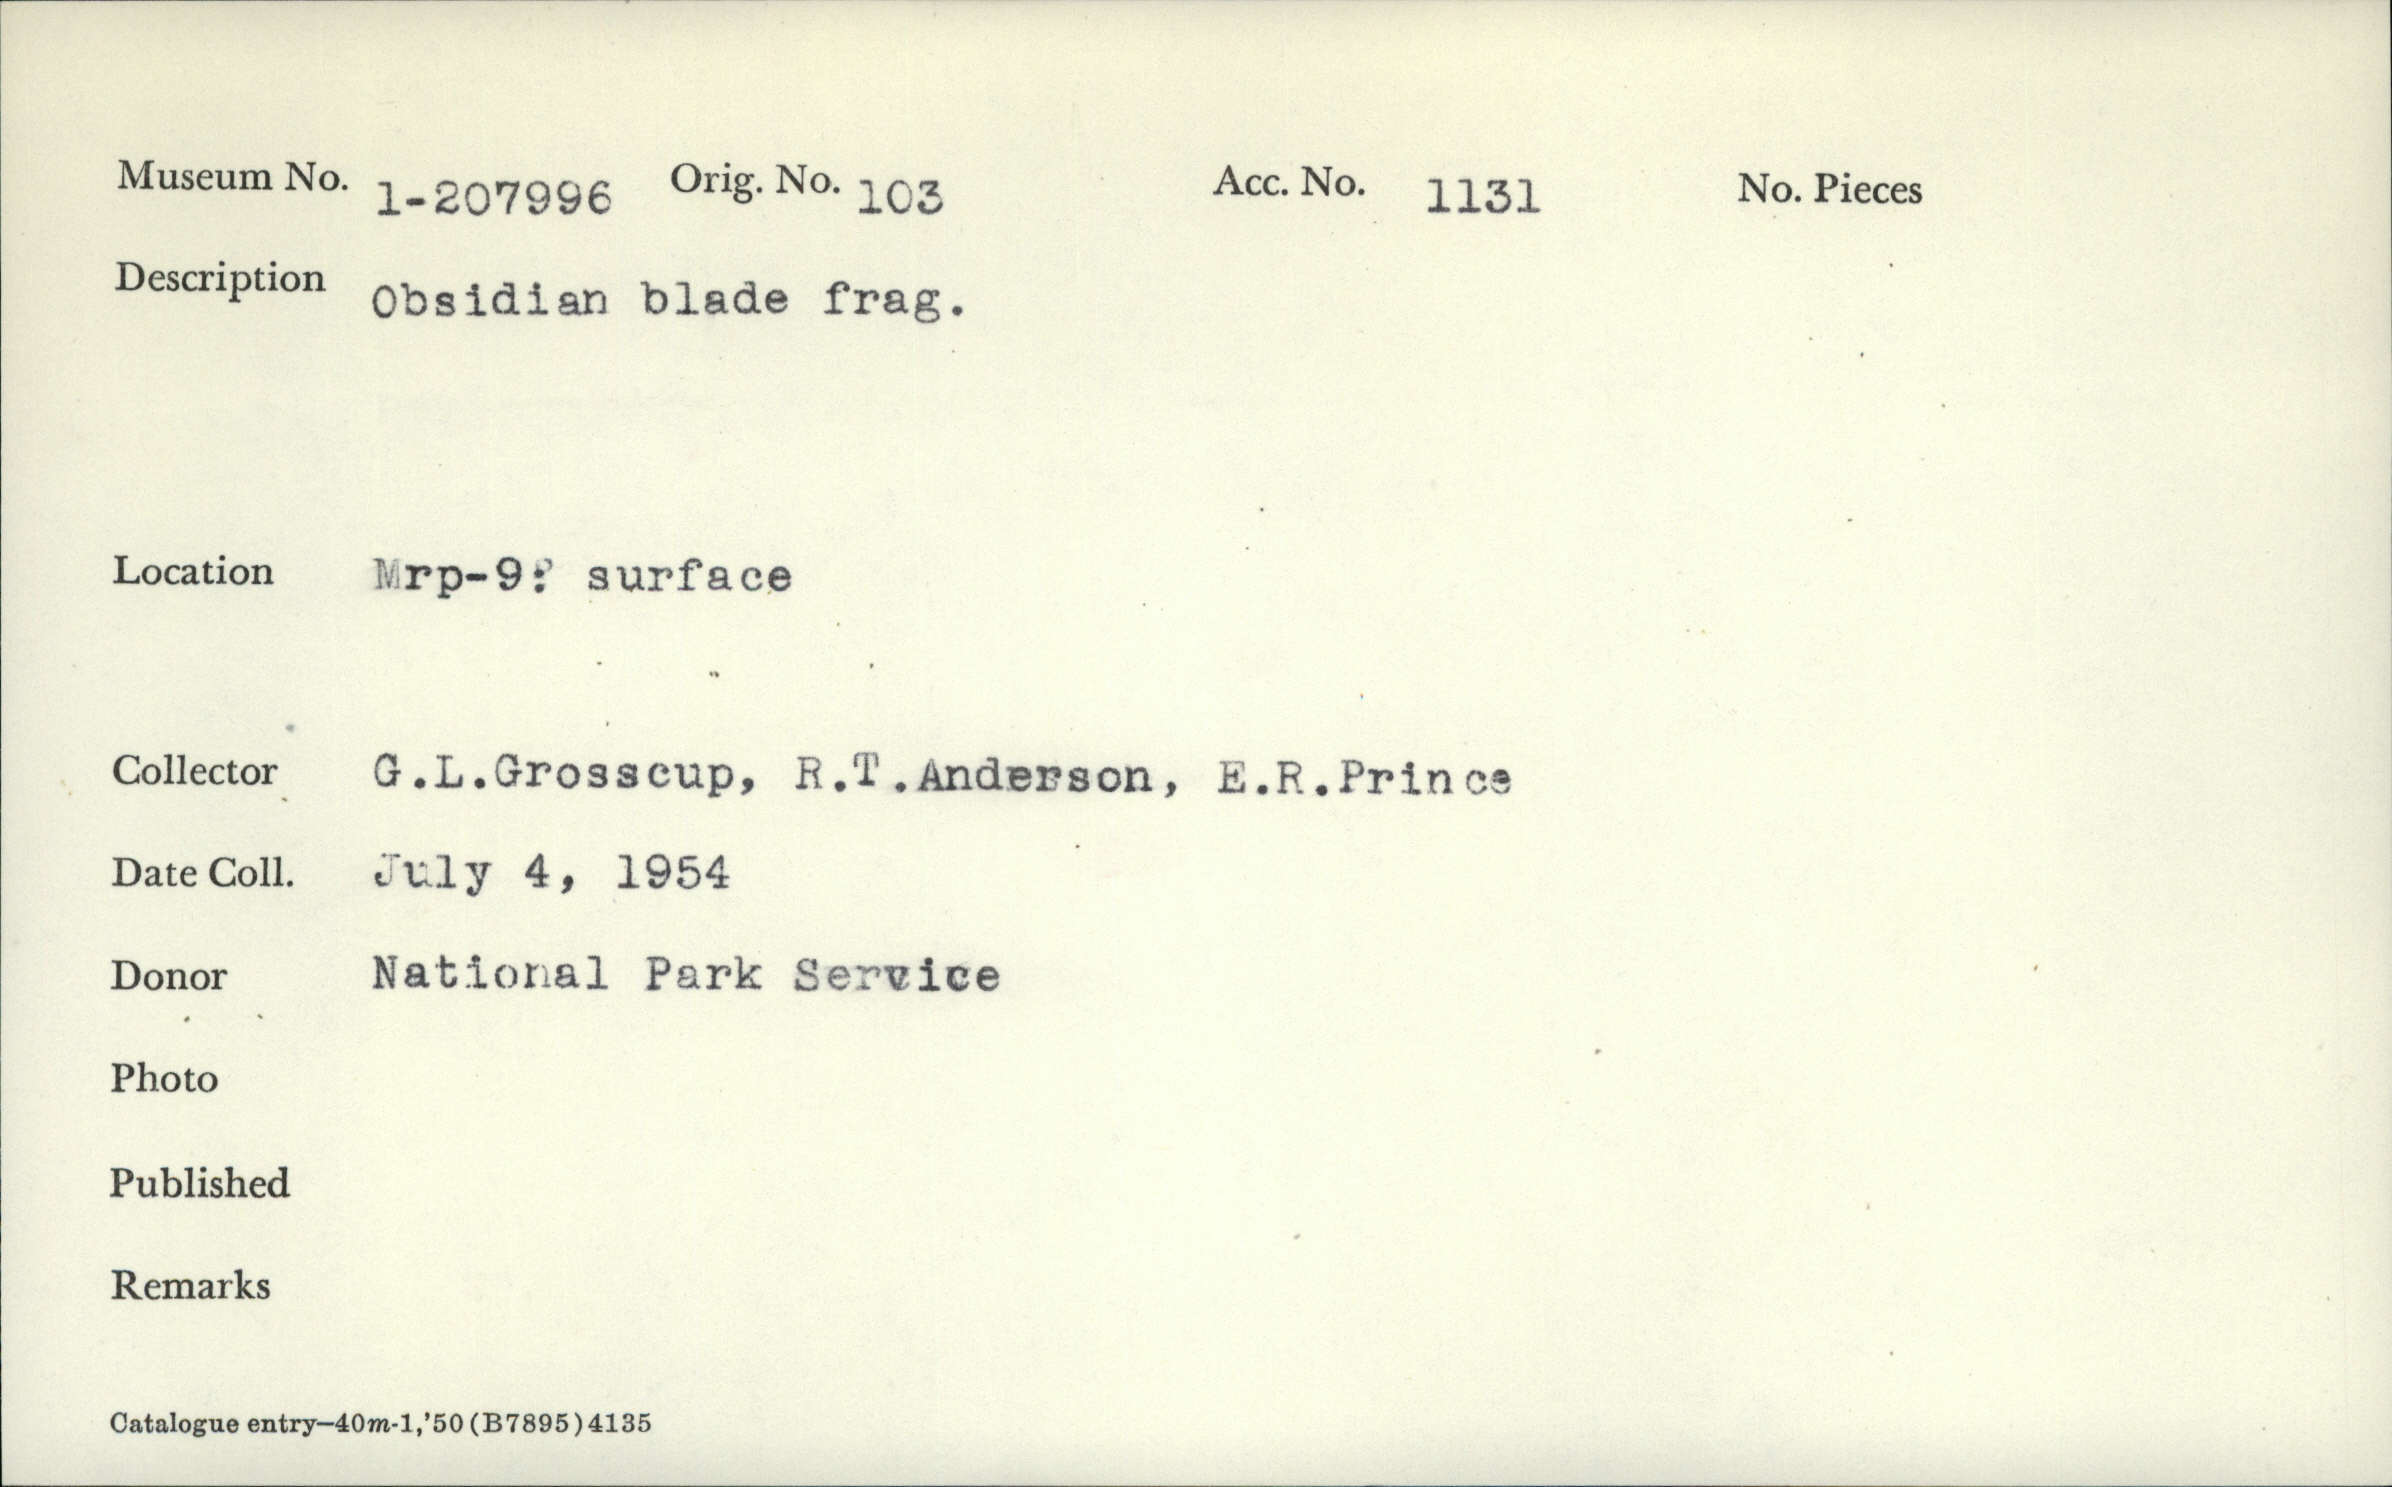 Museum No. 1-207996 Orig. No. 103 Acc. No. 1131 No. Pieces
Description Obsidian blade frag.
Location Mrp-9: surface
Collector G.L.Grosscup, R.T.Anderson, E.R.Prince
Date Coll. July 4, 1954
Donor National Park Service
Photo
Published
Remarks
Catalogue entry—40m-1,'50(B7895)4135